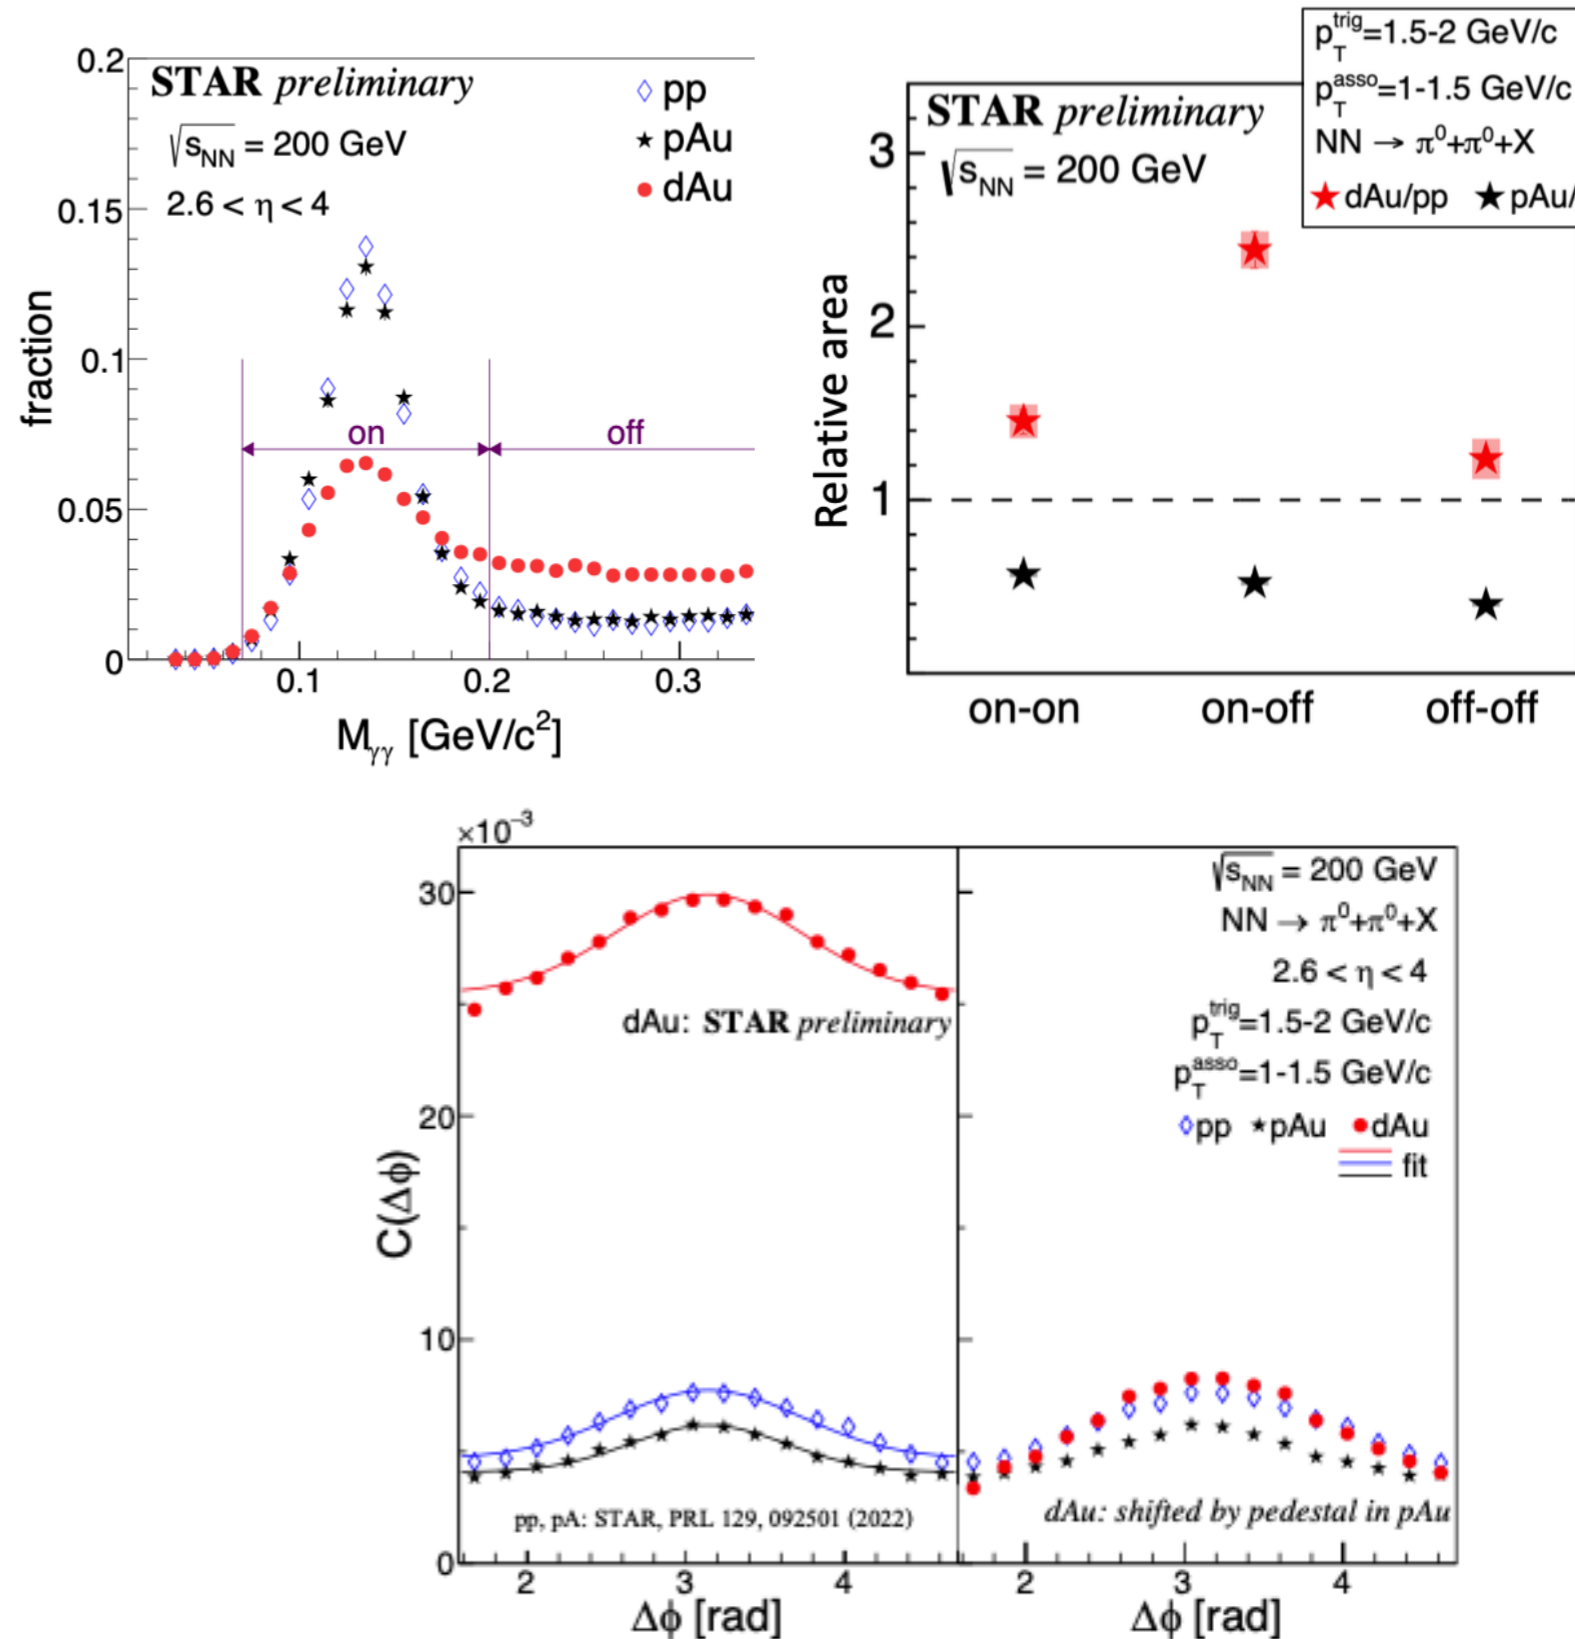 0.2
STAR preliminary
√sNN = 200 GeV
2.6 < η < 4
pp
pAu
dAu
0.15
0.1
0.05
0
on
off
fraction
0.1
0.2
0.3
Mγγ [GeV/c²]
pTtrig=1.5-2 GeV/c
pTasso=1-1.5 GeV/c
NN → π⁰+π⁰+X
dAu/pp pAu/
STAR preliminary
√sNN = 200 GeV
3
2
1
Relative area
on-on
on-off
off-off
×10⁻³
30
20
10
0
C(Δϕ)
dAu: STAR preliminary
pp, pA: STAR, PRL 129, 092501 (2022)
2
3
4
Δϕ [rad]
√sNN = 200 GeV
NN → π⁰+π⁰+X
2.6 < η < 4
pTtrig=1.5-2 GeV/c
pTasso=1-1.5 GeV/c
pp pAu dAu
fit
dAu: shifted by pedestal in pAu
2
3
4
Δϕ [rad]